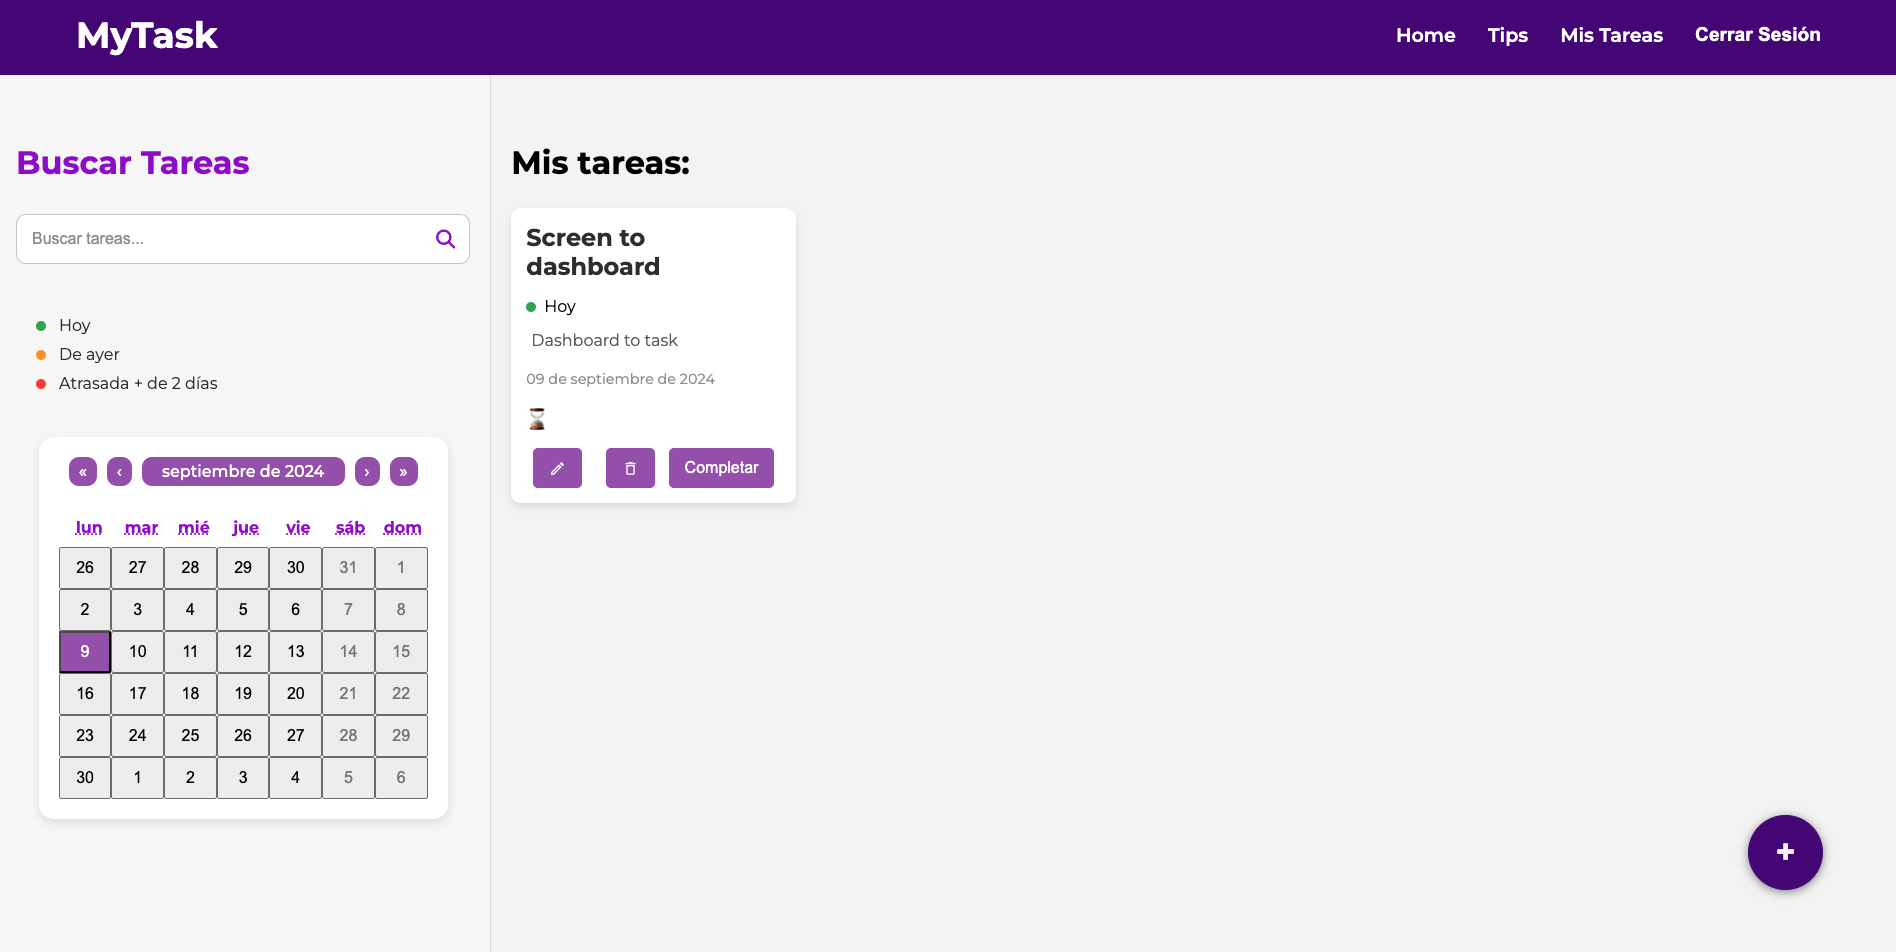 MyTask
Home Tips Mis Tareas Cerrar Sesión
Buscar Tareas
Buscar tareas...
Hoy
De ayer
Atrasada + de 2 días
« ‹ septiembre de 2024 › »
lun mar mié jue vie sáb dom
26 27 28 29 30 31 1
2 3 4 5 6 7 8
9 10 11 12 13 14 15
16 17 18 19 20 21 22
23 24 25 26 27 28 29
30 1 2 3 4 5 6
Mis tareas:
Screen to
dashboard
Hoy
Dashboard to task
09 de septiembre de 2024
Completar
+